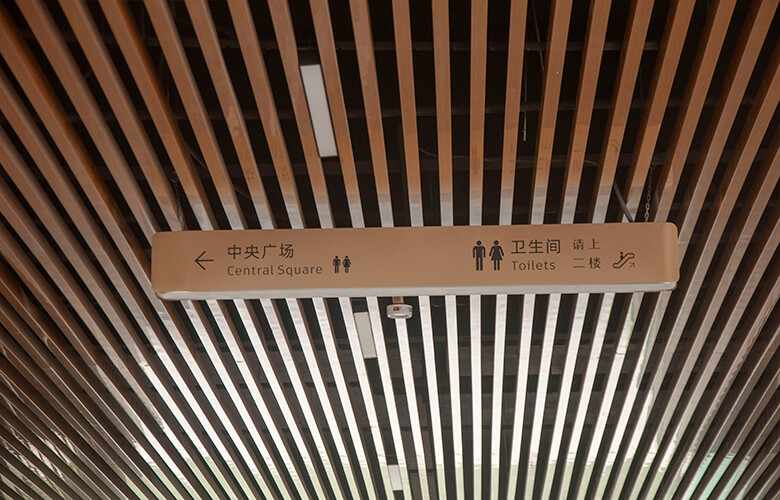 中央广场
Central Square
卫生间
Toilets
请上
二楼